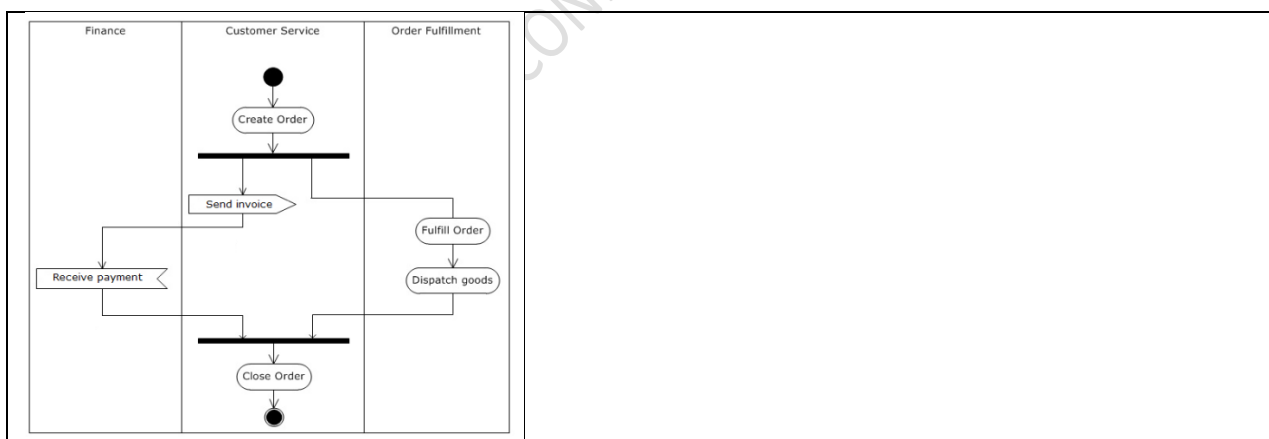 Finance
Customer Service
Order Fulfillment
Create Order
Send invoice
Fulfill Order
Receive payment
Dispatch goods
Close Order